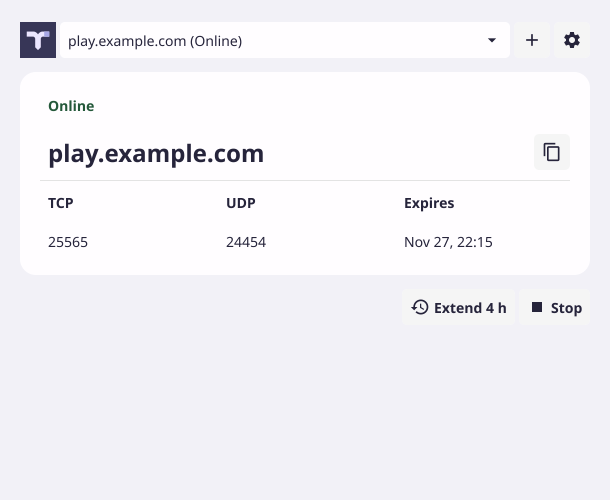 play.example.com (Online)
Online
play.example.com
TCP UDP Expires
25565 24454 Nov 27, 22:15
Extend 4 h Stop